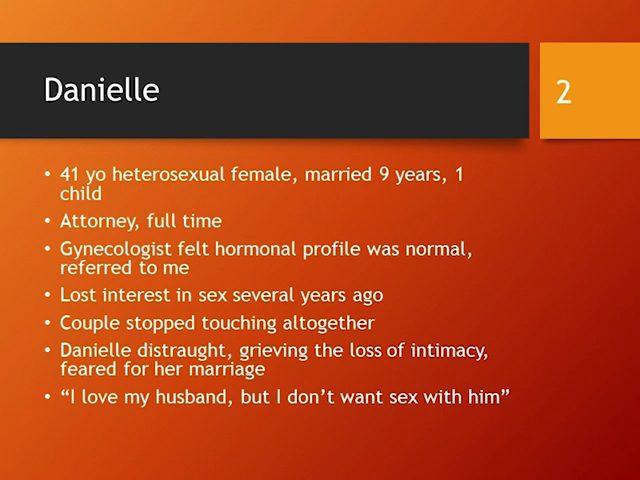 Danielle
2
• 41 yo heterosexual female, married 9 years, 1
child
• Attorney, full time
• Gynecologist felt hormonal profile was normal,
referred to me
• Lost interest in sex several years ago
• Couple stopped touching altogether
• Danielle distraught, grieving the loss of intimacy,
feared for her marriage
• “I love my husband, but I don’t want sex with him”